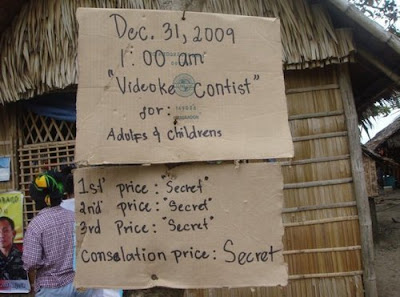 Dec. 31, 2009
1:00 am
"Videoke Contist"
for:
Adolfs & childrens
1st price: "Secret"
2nd price: "Secret"
3rd Price: "Secret"
Consolation price: Secret